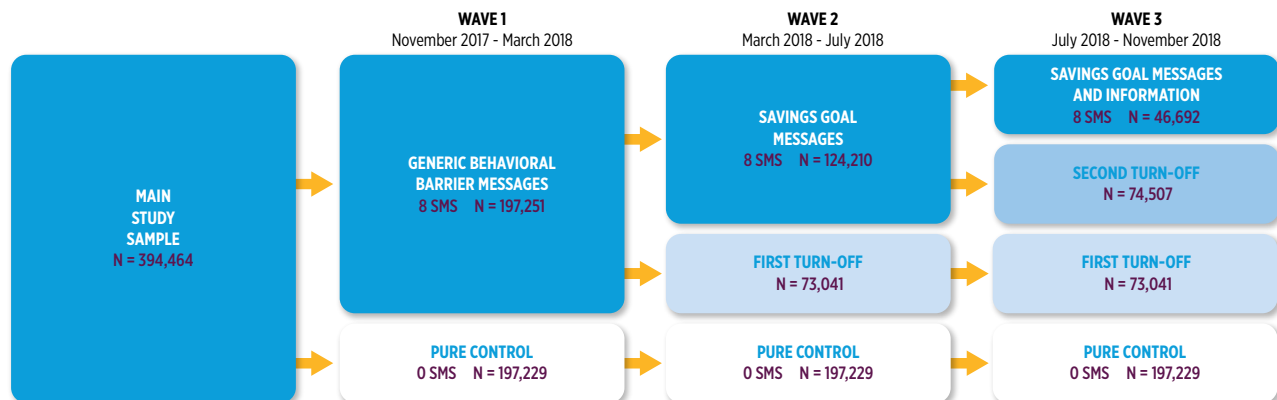 WAVE 1
November 2017 - March 2018
WAVE 2
March 2018 - July 2018
WAVE 3
July 2018 - November 2018
MAIN
STUDY
SAMPLE
N = 394,464
GENERIC BEHAVIORAL
BARRIER MESSAGES
8 SMS N = 197,251
PURE CONTROL
0 SMS N = 197,229
SAVINGS GOAL
MESSAGES
8 SMS N = 124,210
FIRST TURN-OFF
N = 73,041
PURE CONTROL
0 SMS N = 197,229
SAVINGS GOAL MESSAGES
AND INFORMATION
8 SMS N = 46,692
SECOND TURN-OFF
N = 74,507
FIRST TURN-OFF
N = 73,041
PURE CONTROL
0 SMS N = 197,229